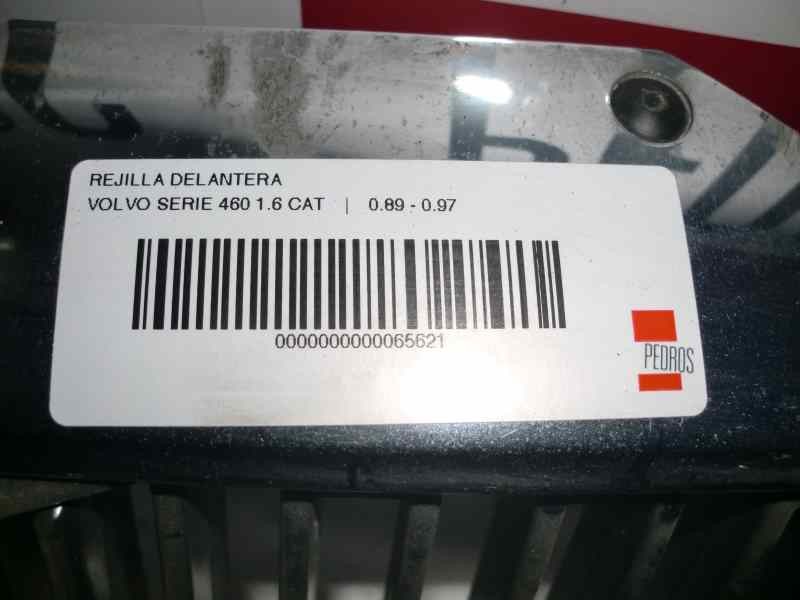 REJILLA DELANTERA
VOLVO SERIE 460 1.6 CAT | 0.89 - 0.97
0000000000065621
PEDROS